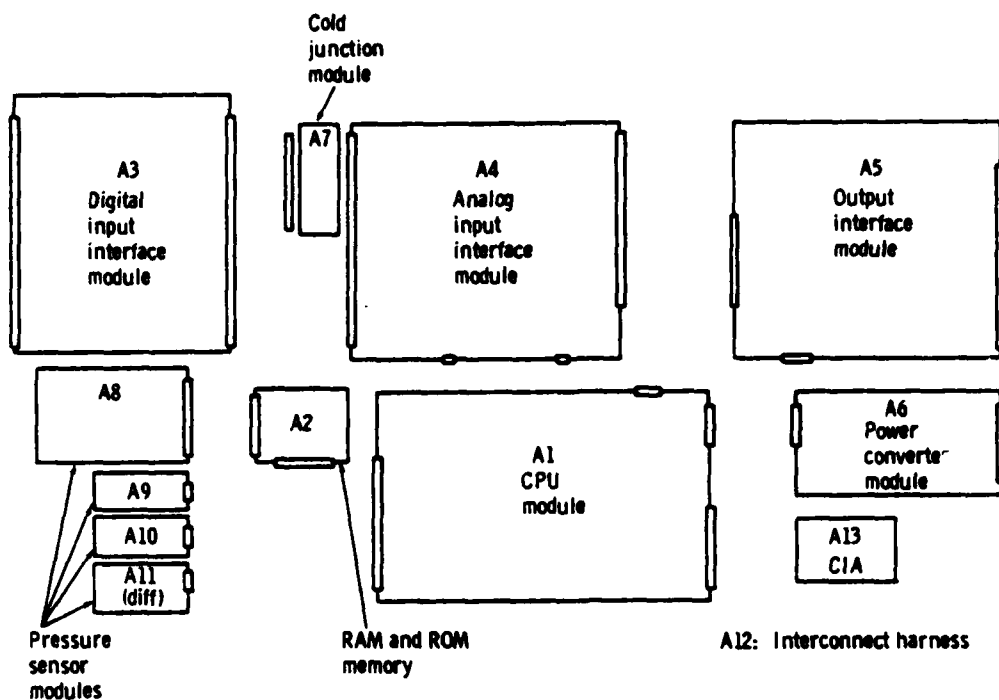 Cold
junction
module
A7
A3
Digital
input
interface
module
A4
Analog
input
interface
module
A5
Output
interface
module
A8
A2
A1
CPU
module
A6
Power
converter
module
A9
A10
A11
(diff)
A13
CIA
Pressure
sensor
modules
RAM and ROM
memory
A12: Interconnect harness